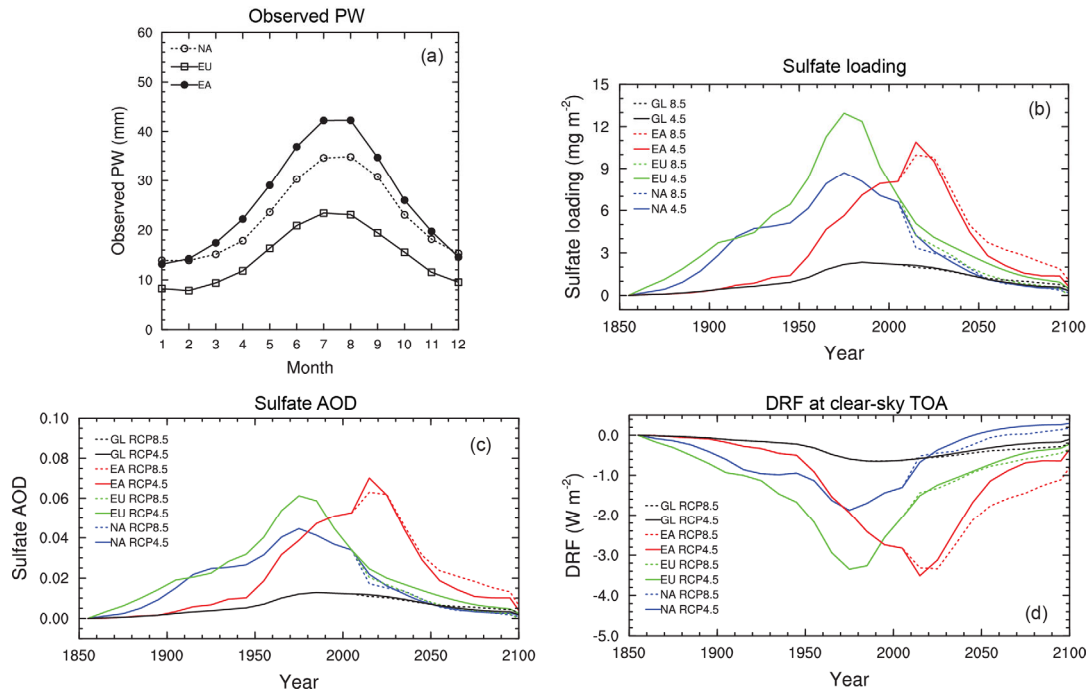 Observed PW
(a)
NA
EU
EA
60
50
40
30
20
10
0
Observed PW (mm)
1 2 3 4 5 6 7 8 9 10 11 12
Month
Sulfate loading
(b)
GL 8.5
GL 4.5
EA 8.5
EA 4.5
EU 8.5
EU 4.5
NA 8.5
NA 4.5
15
12
9
6
3
0
Sulfate loading (mg m-2)
1850 1900 1950 2000 2050 2100
Year
Sulfate AOD
(c)
GL RCP8.5
GL RCP4.5
EA RCP8.5
EA RCP4.5
EU RCP8.5
EU RCP4.5
NA RCP8.5
NA RCP4.5
0.10
0.08
0.06
0.04
0.02
0.00
Sulfate AOD
1850 1900 1950 2000 2050 2100
Year
DRF at clear-sky TOA
0.0
-1.0
-2.0
-3.0
-4.0
-5.0
DRF (W m-2)
GL RCP8.5
GL RCP4.5
EA RCP8.5
EA RCP4.5
EU RCP8.5
EU RCP4.5
NA RCP8.5
NA RCP4.5
(d)
1850 1900 1950 2000 2050 2100
Year